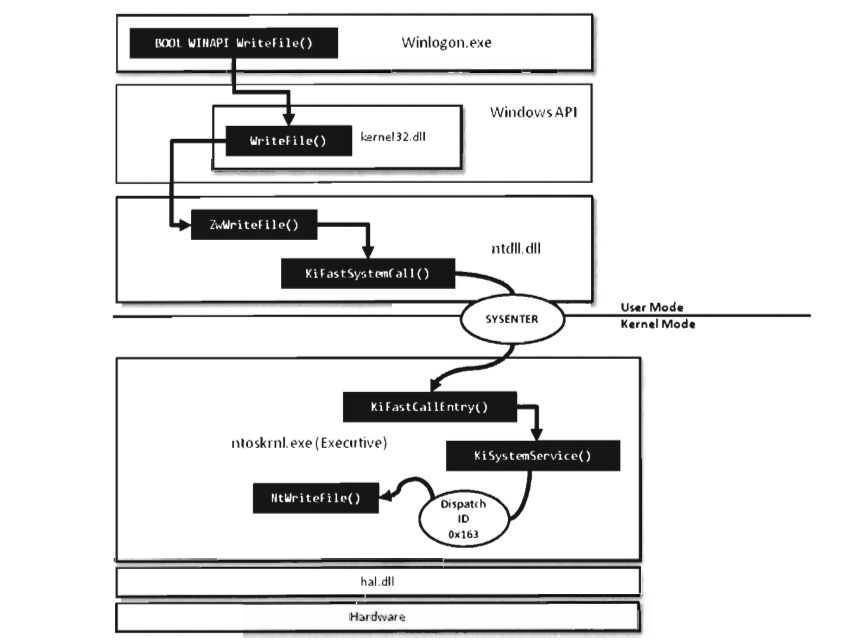 BOOL WINAPI WriteFile()
Winlogon.exe
Windows API
WriteFile()
kernel32.dll
ZwWriteFile()
ntdll.dll
KiFastSystemCall()
SYSENTER
User Mode
Kernel Mode
KiFastCallEntry()
ntoskrnl.exe (Executive)
KiSystemService()
NtWriteFile()
Dispatch
ID
0x163
hal.dll
Hardware